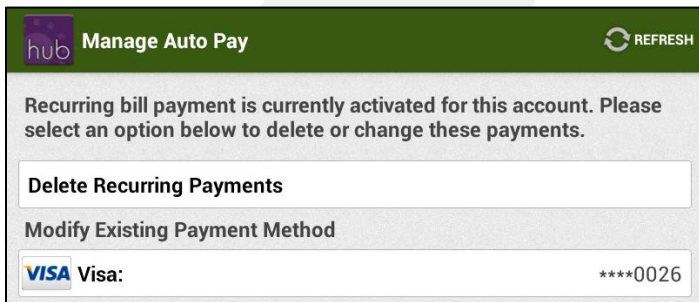 hub Manage Auto Pay REFRESH
Recurring bill payment is currently activated for this account. Please
select an option below to delete or change these payments.
Delete Recurring Payments
Modify Existing Payment Method
VISA Visa: ****0026